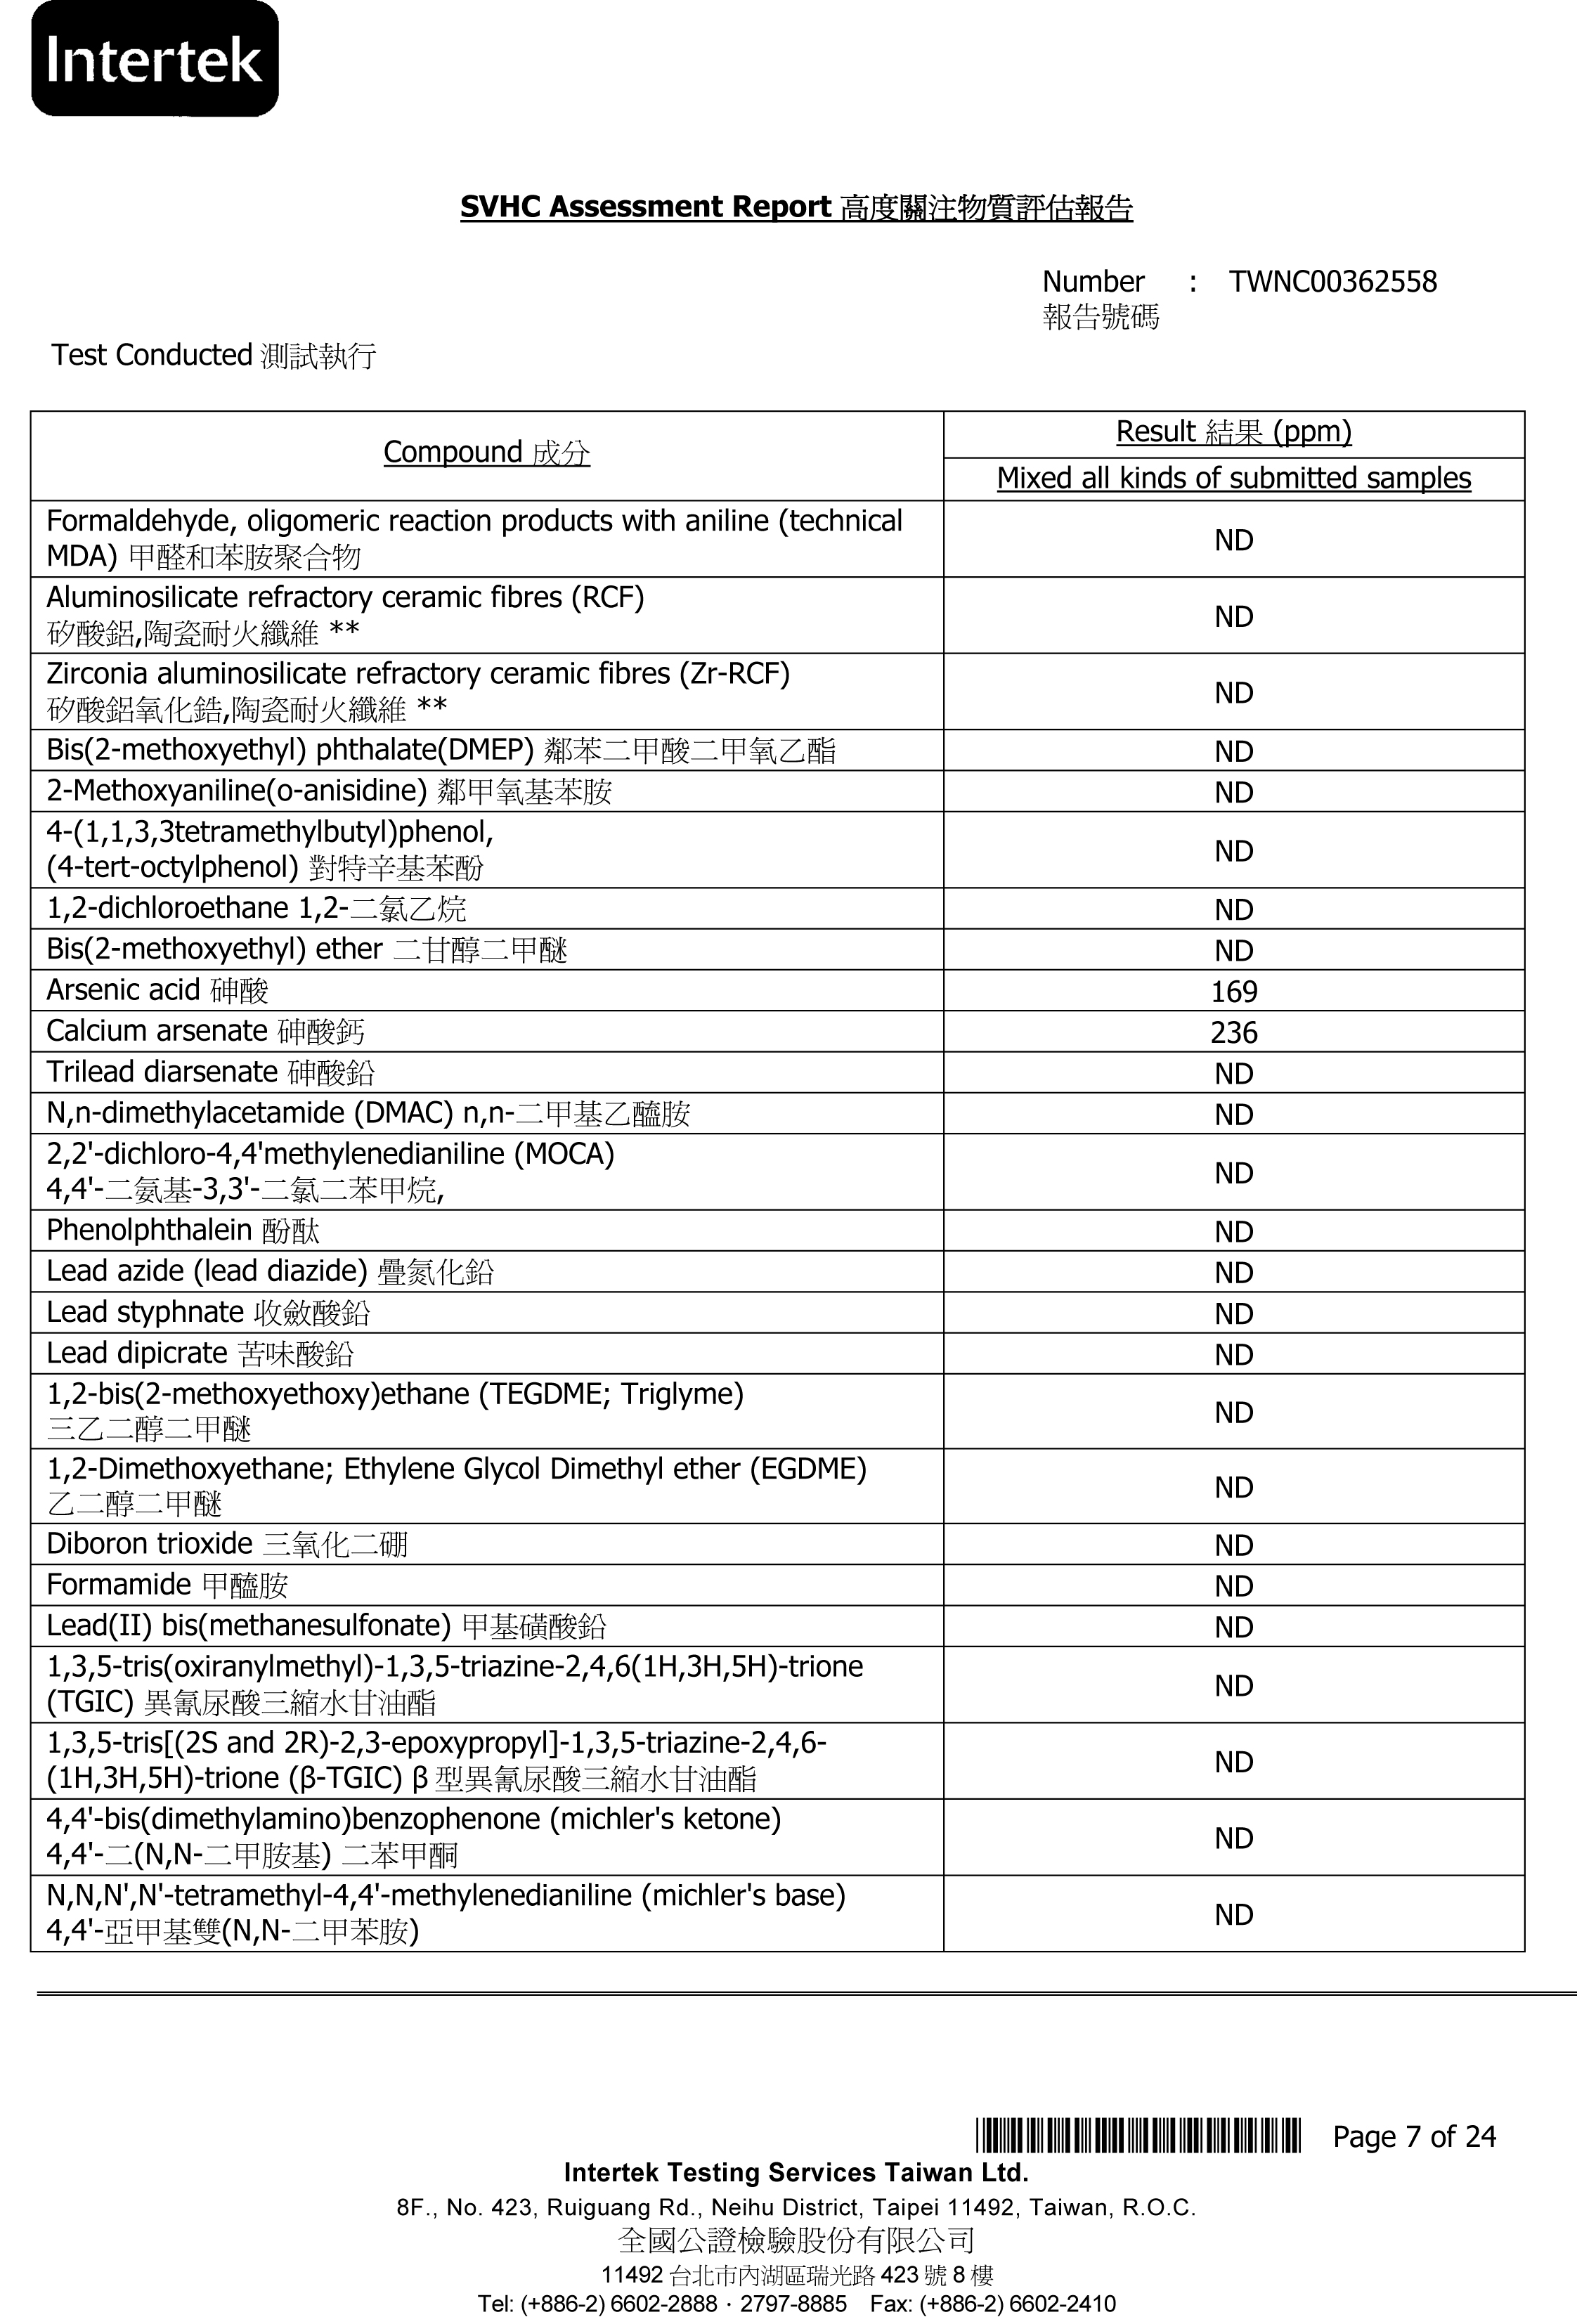 Intertek
SVHC Assessment Report 高度關注物質評估報告
Number : TWNC00362558
報告號碼
Test Conducted 測試執行
Compound 成分
Result 結果 (ppm)
Mixed all kinds of submitted samples
Formaldehyde, oligomeric reaction products with aniline (technical
MDA) 甲醛和苯胺聚合物
ND
Aluminosilicate refractory ceramic fibres (RCF)
矽酸鋁,陶瓷耐火纖維 **
ND
Zirconia aluminosilicate refractory ceramic fibres (Zr-RCF)
矽酸鋁氧化鋯,陶瓷耐火纖維 **
ND
Bis(2-methoxyethyl) phthalate(DMEP) 鄰苯二甲酸二甲氧乙酯 ND
2-Methoxyaniline(o-anisidine) 鄰甲氧基苯胺 ND
4-(1,1,3,3tetramethylbutyl)phenol,
(4-tert-octylphenol) 對特辛基苯酚
ND
1,2-dichloroethane 1,2-二氯乙烷 ND
Bis(2-methoxyethyl) ether 二甘醇二甲醚 ND
Arsenic acid 砷酸 169
Calcium arsenate 砷酸鈣 236
Trilead diarsenate 砷酸鉛 ND
N,n-dimethylacetamide (DMAC) n,n-二甲基乙醯胺 ND
2,2'-dichloro-4,4'methylenedianiline (MOCA)
4,4'-二氨基-3,3'-二氯二苯甲烷,
ND
Phenolphthalein 酚酞 ND
Lead azide (lead diazide) 疊氮化鉛 ND
Lead styphnate 收斂酸鉛 ND
Lead dipicrate 苦味酸鉛 ND
1,2-bis(2-methoxyethoxy)ethane (TEGDME; Triglyme)
三乙二醇二甲醚
ND
1,2-Dimethoxyethane; Ethylene Glycol Dimethyl ether (EGDME)
乙二醇二甲醚
ND
Diboron trioxide 三氧化二硼 ND
Formamide 甲醯胺 ND
Lead(II) bis(methanesulfonate) 甲基磺酸鉛 ND
1,3,5-tris(oxiranylmethyl)-1,3,5-triazine-2,4,6(1H,3H,5H)-trione
(TGIC) 異氰尿酸三縮水甘油酯
ND
1,3,5-tris[(2S and 2R)-2,3-epoxypropyl]-1,3,5-triazine-2,4,6-
(1H,3H,5H)-trione (β-TGIC) β 型異氰尿酸三縮水甘油酯
ND
4,4'-bis(dimethylamino)benzophenone (michler's ketone)
4,4'-二(N,N-二甲胺基) 二苯甲酮
ND
N,N,N',N'-tetramethyl-4,4'-methylenedianiline (michler's base)
4,4'-亞甲基雙(N,N-二甲苯胺)
ND
Page 7 of 24
Intertek Testing Services Taiwan Ltd.
8F., No. 423, Ruiguang Rd., Neihu District, Taipei 11492, Taiwan, R.O.C.
全國公證檢驗股份有限公司
11492 台北市內湖區瑞光路 423 號 8 樓
Tel: (+886-2) 6602-2888 · 2797-8885 Fax: (+886-2) 6602-2410